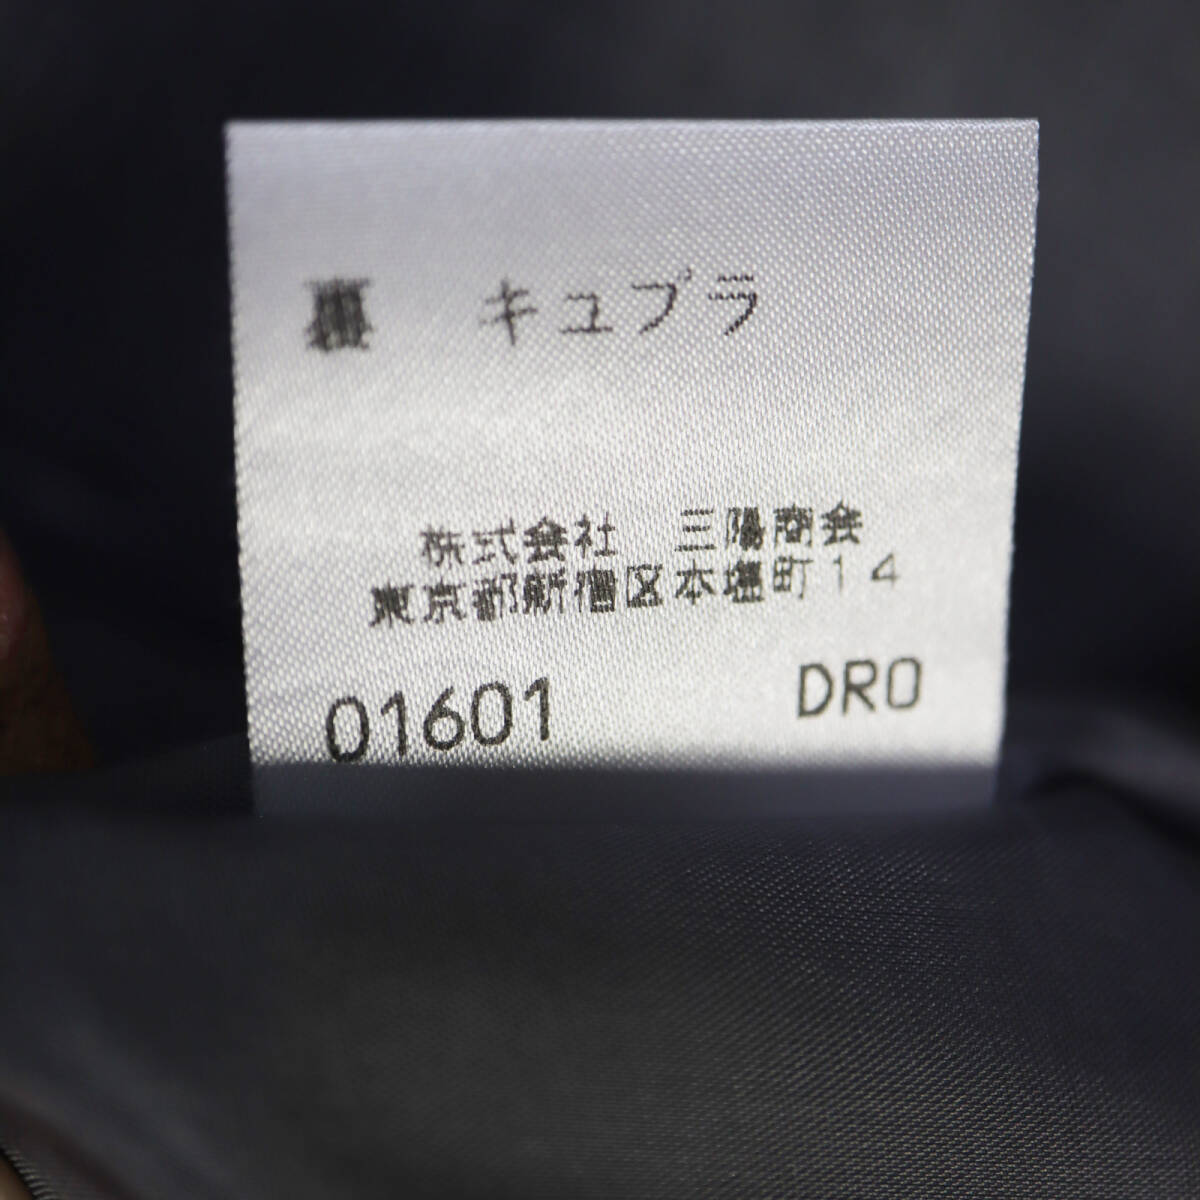 裏 キュプラ
株式会社 三陽商会
東京都新宿区本塩町14
01601 DRO